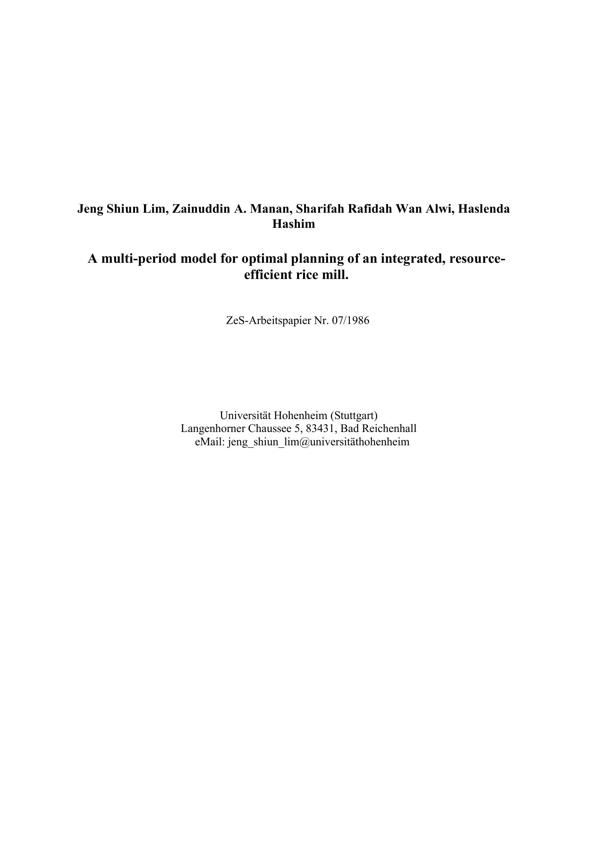 Jeng Shiun Lim, Zainuddin A. Manan, Sharifah Rafidah Wan Alwi, Haslenda
Hashim
A multi-period model for optimal planning of an integrated, resource-
efficient rice mill.
ZeS-Arbeitspapier Nr. 07/1986
Universität Hohenheim (Stuttgart)
Langenhorner Chaussee 5, 83431, Bad Reichenhall
eMail: jeng_shiun_lim@universitäthohenheim